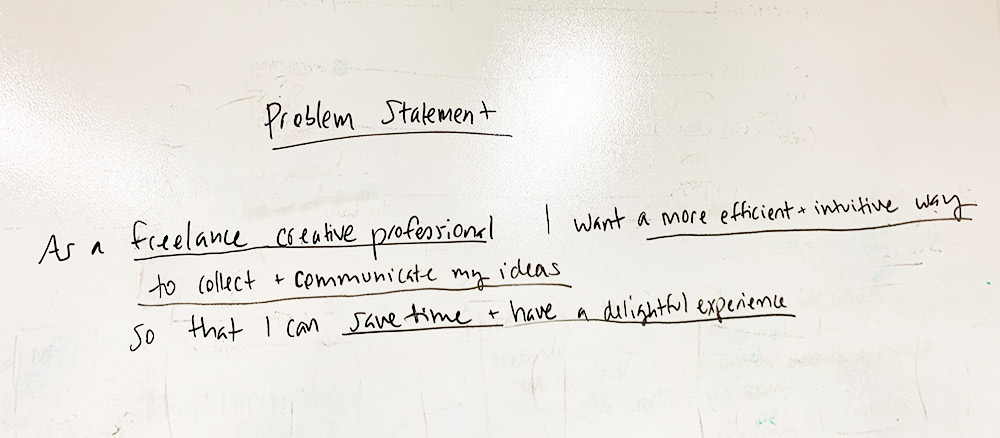 Problem Statement
As a freelance creative professional I want a more efficient + intuitive way
to collect + communicate my ideas
so that I can save time + have a delightful experience